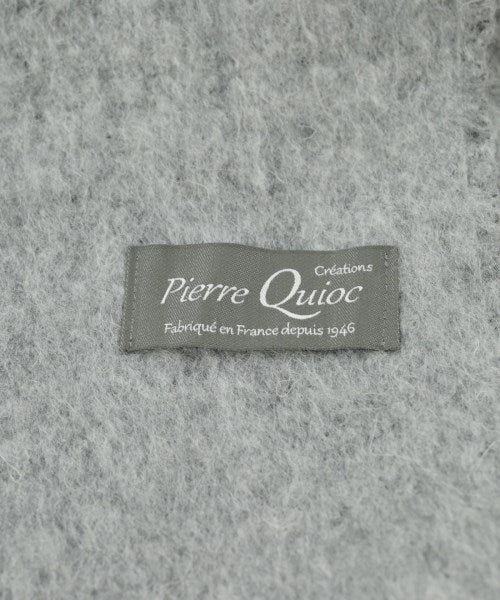 Créations
Pierre Quioc
Fabriqué en France depuis 1946